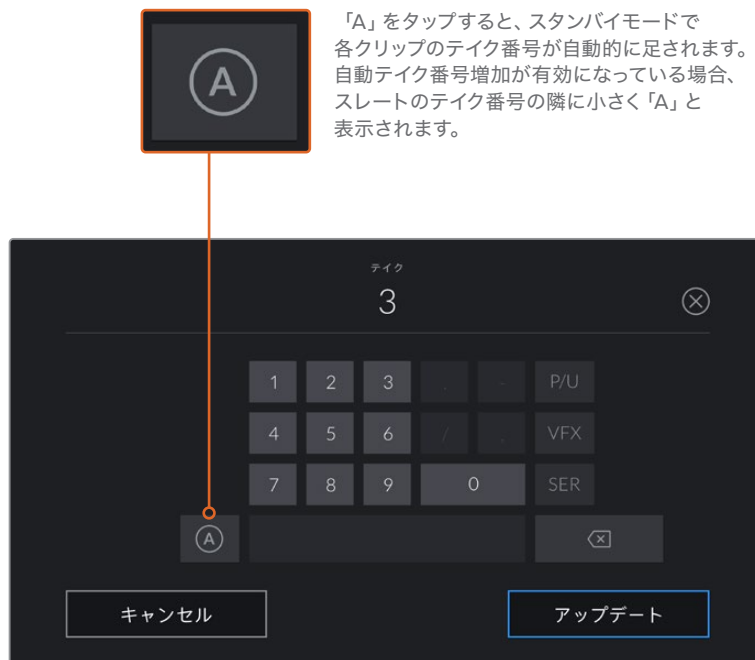 A
「A」をタップすると、スタンバイモードで
各クリップのテイク番号が自動的に足されます。
自動テイク番号増加が有効になっている場合、
スレートのテイク番号の隣に小さく「A」と
表示されます。
テイク
3
1 2 3 . - P/U
4 5 6 / , VFX
7 8 9 0 SER
A
キャンセル アップデート